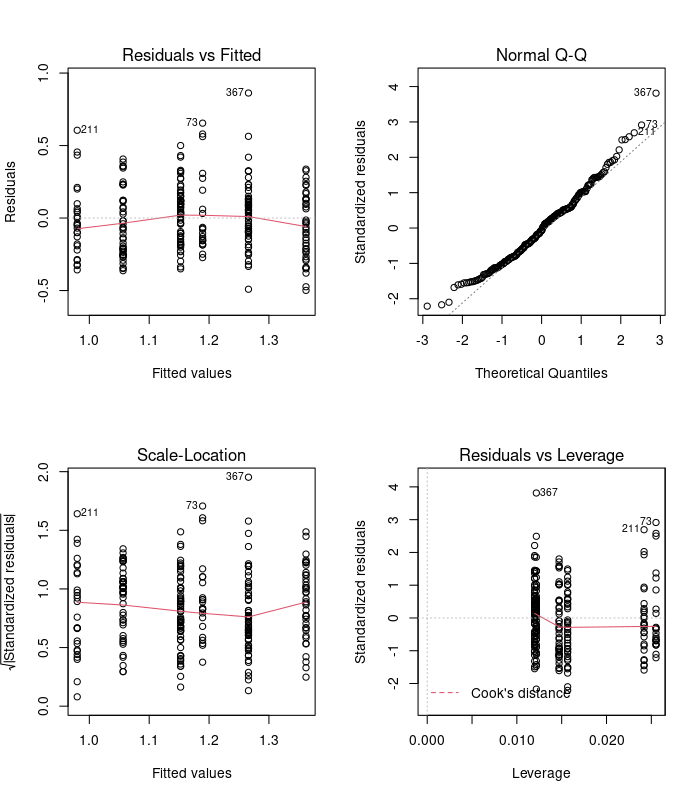 Residuals vs Fitted
Residuals
1.0
0.5
0.0
-0.5
367
73
211
1.0 1.1 1.2 1.3
Fitted values
Normal Q-Q
Standardized residuals
4
3
2
1
0
-1
-2
367
73
211
-3 -2 -1 0 1 2 3
Theoretical Quantiles
Scale-Location
√|Standardized residuals|
2.0
1.5
1.0
0.5
0.0
367
73
211
1.0 1.1 1.2 1.3
Fitted values
Residuals vs Leverage
Standardized residuals
4
3
2
1
0
-1
-2
367
73
211
Cook's distance
0.000 0.010 0.020
Leverage